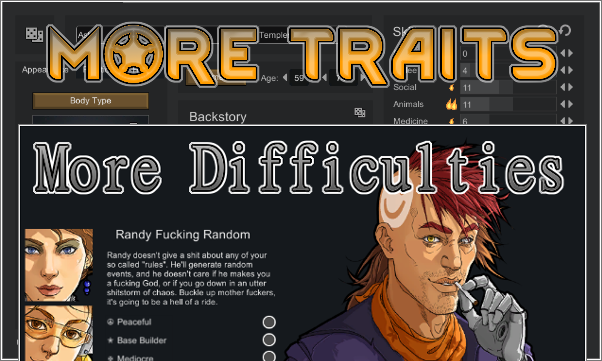 MORE TRAITS
Temple
Sk
0
4
Age: 59
Body Type
Social 11
Animals 11
Backstory
Medicine 6
More Difficulties
Randy Fucking Random
Randy doesn't give a shit about any of your
so called "rules". He'll generate random
events, and he doesn't care if he makes you
a fucking God, or if you go down in an utter
shitstorm of chaos. Buckle up mother fuckers,
it's going to be a hell of a ride.
Peaceful
Base Builder
Mediocre